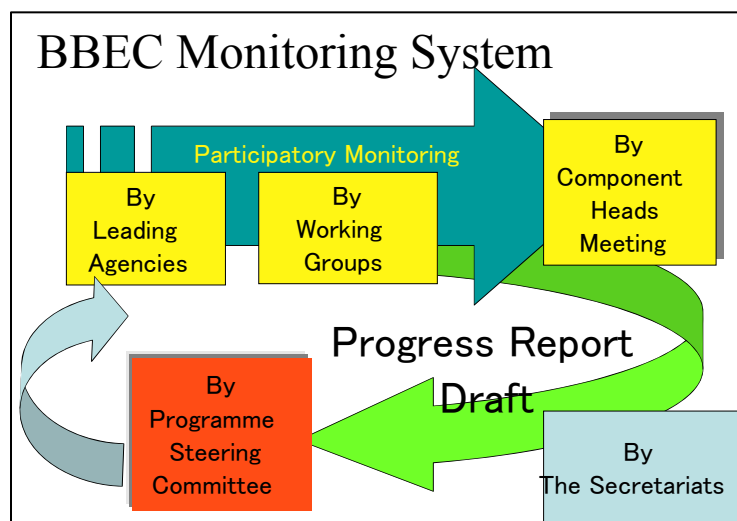 BBEC Monitoring System
Participatory Monitoring
By
Leading
Agencies
By
Working
Groups
By
Component
Heads
Meeting
Progress Report
Draft
By
Programme
Steering
Committee
By
The Secretariats